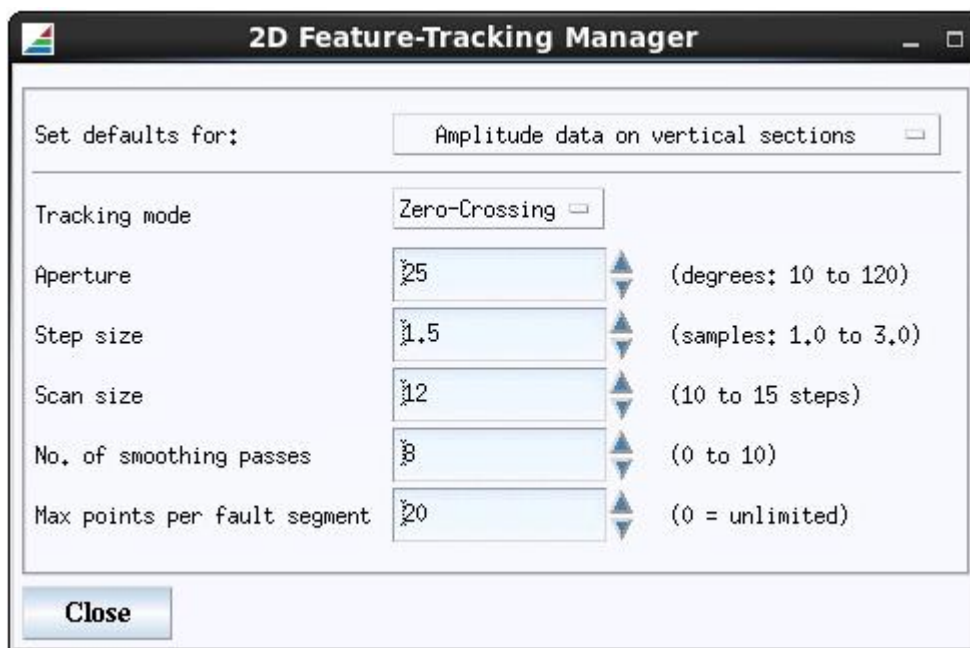 2D Feature-Tracking Manager
Set defaults for: Amplitude data on vertical sections
Tracking mode Zero-Crossing
Aperture 25 (degrees: 10 to 120)
Step size 1.5 (samples: 1.0 to 3.0)
Scan size 12 (10 to 15 steps)
No. of smoothing passes 8 (0 to 10)
Max points per fault segment 20 (0 = unlimited)
Close